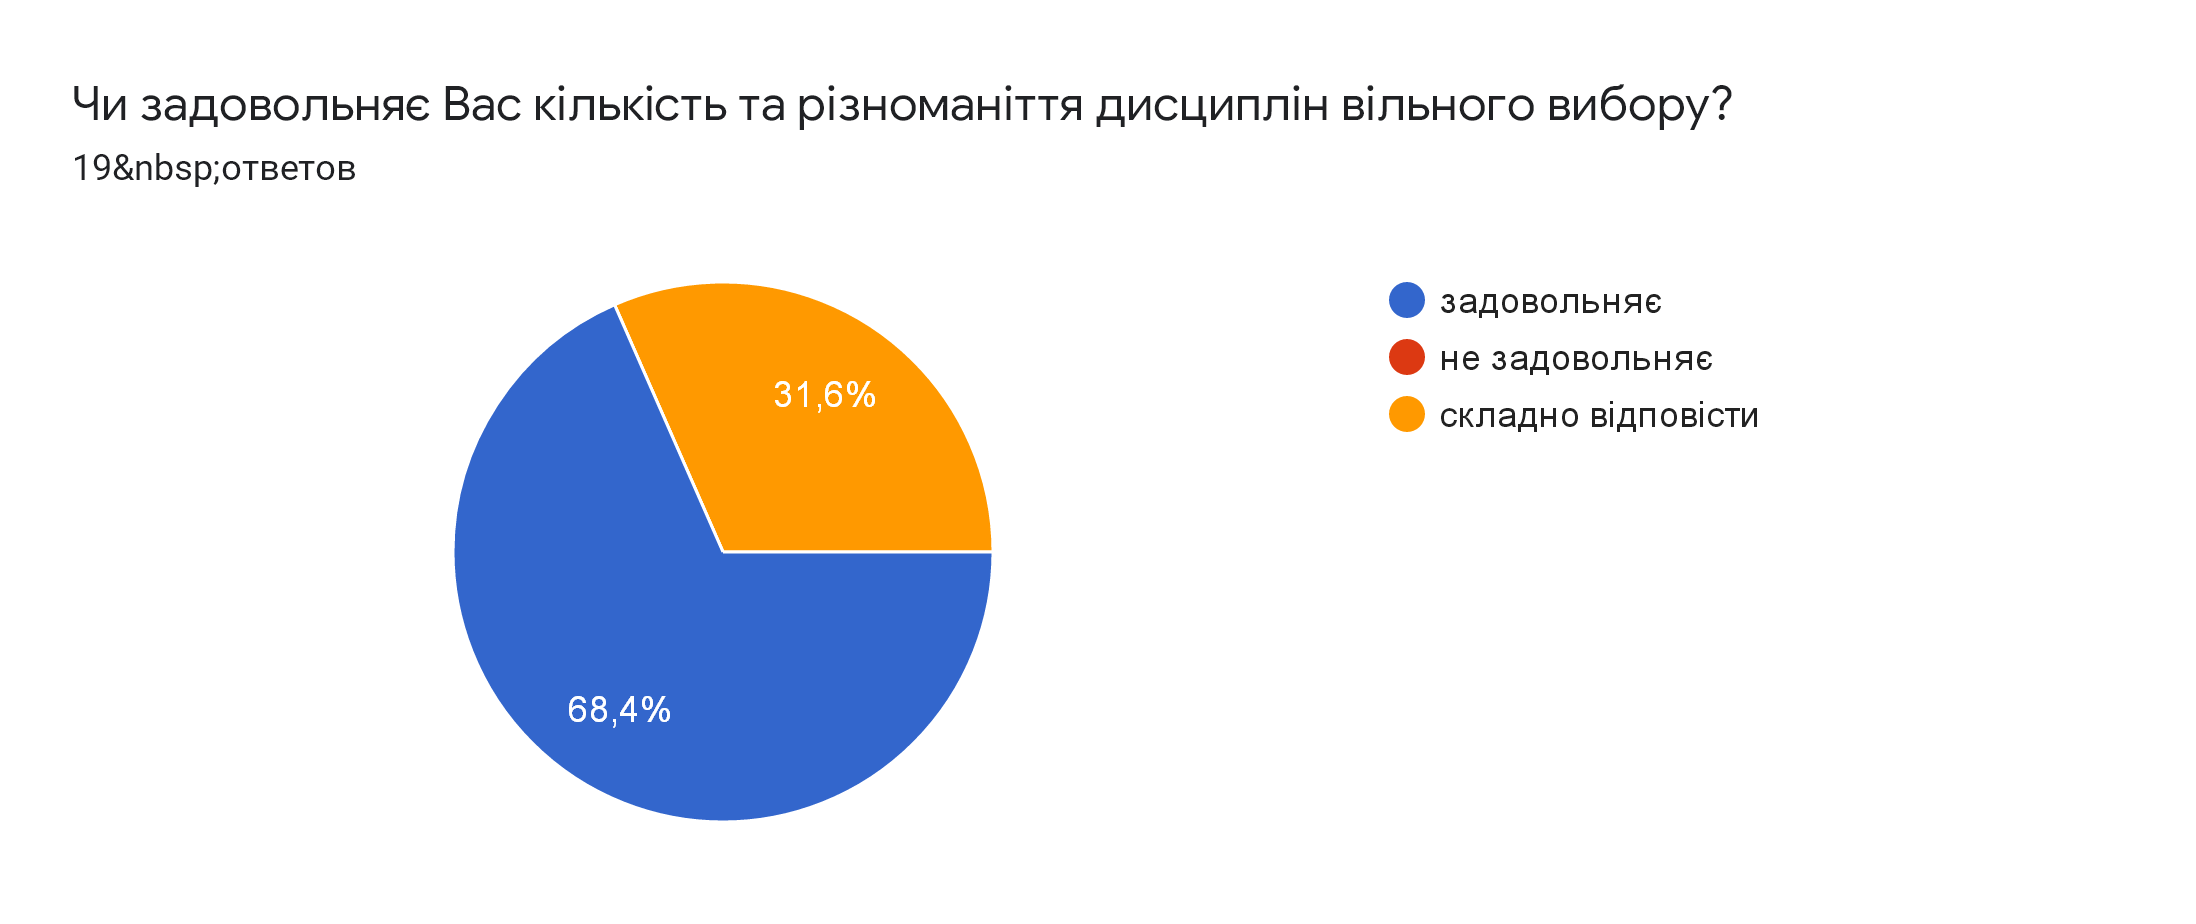 Чи задовольняє Вас кількість та різноманіття дисциплін вільного вибору?
19&nbsp;ответов
задовольняє
не задовольняє
складно відповісти
31,6%
68,4%